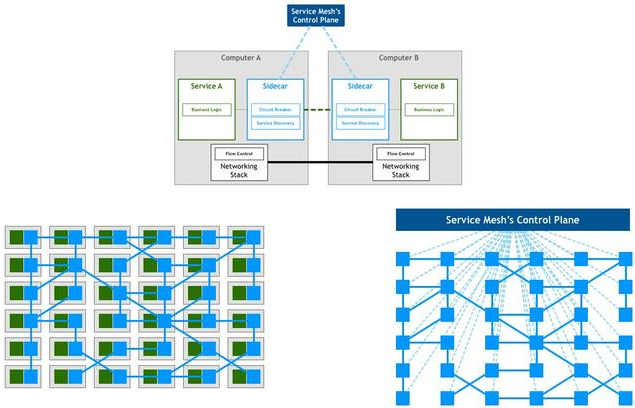 Service Mesh's
Control Plane
Computer A
Computer B
Service A
Sidecar
Sidecar
Service B
Business Logic
Circuit Breaker
Circuit Breaker
Business Logic
Service Discovery
Service Discovery
Flow Control
Flow Control
Networking
Stack
Networking
Stack
Service Mesh's Control Plane